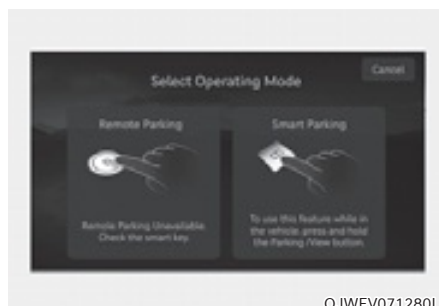 Cancel
Select Operating Mode
Remote Parking
Remote Parking Unavailable.
Check the smart key.
Smart Parking
To use this feature while in
the vehicle, press and hold
the Parking /View button.
OJWEV071280L